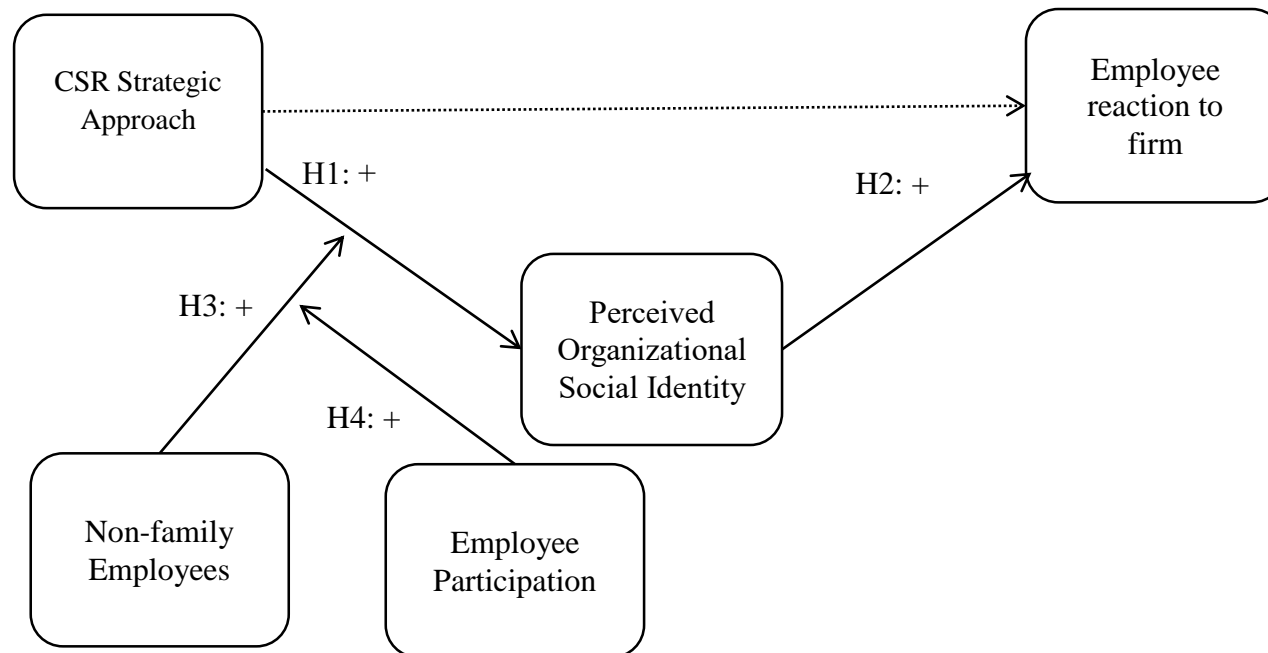 CSR Strategic
Approach
Employee
reaction to
firm
H1: +
H2: +
H3: +
Perceived
Organizational
Social Identity
H4: +
Non-family
Employees
Employee
Participation